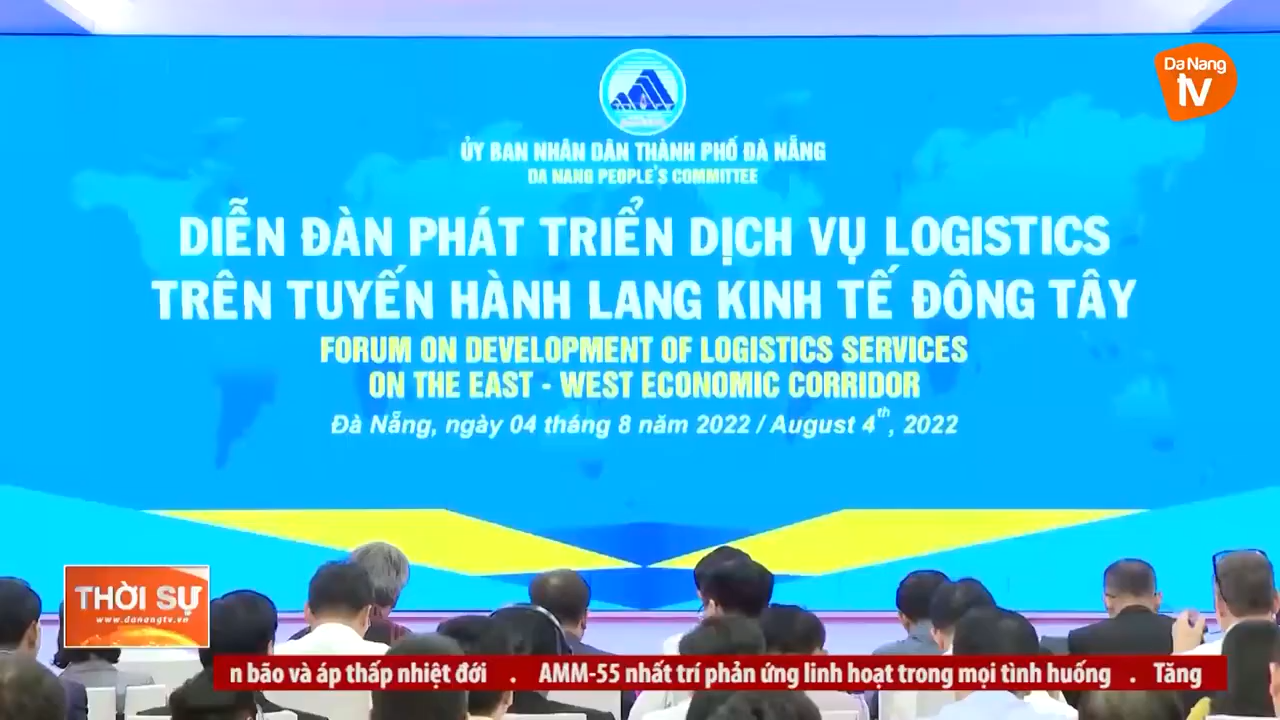 Da Nang
tv
ỦY BAN NHÂN DÂN THÀNH PHỐ ĐÀ NẴNG
DA NANG PEOPLE'S COMMITTEE
DIỄN ĐÀN PHÁT TRIỂN DỊCH VỤ LOGISTICS
TRÊN TUYẾN HÀNH LANG KINH TẾ ĐÔNG TÂY
FORUM ON DEVELOPMENT OF LOGISTICS SERVICES
ON THE EAST - WEST ECONOMIC CORRIDOR
Đà Nẵng, ngày 04 tháng 8 năm 2022 / August 4th, 2022
THỜI SỰ
www.danangtv.vn
n bão và áp thấp nhiệt đới . AMM-55 nhất trí phản ứng linh hoạt trong mọi tình huống . Tăng